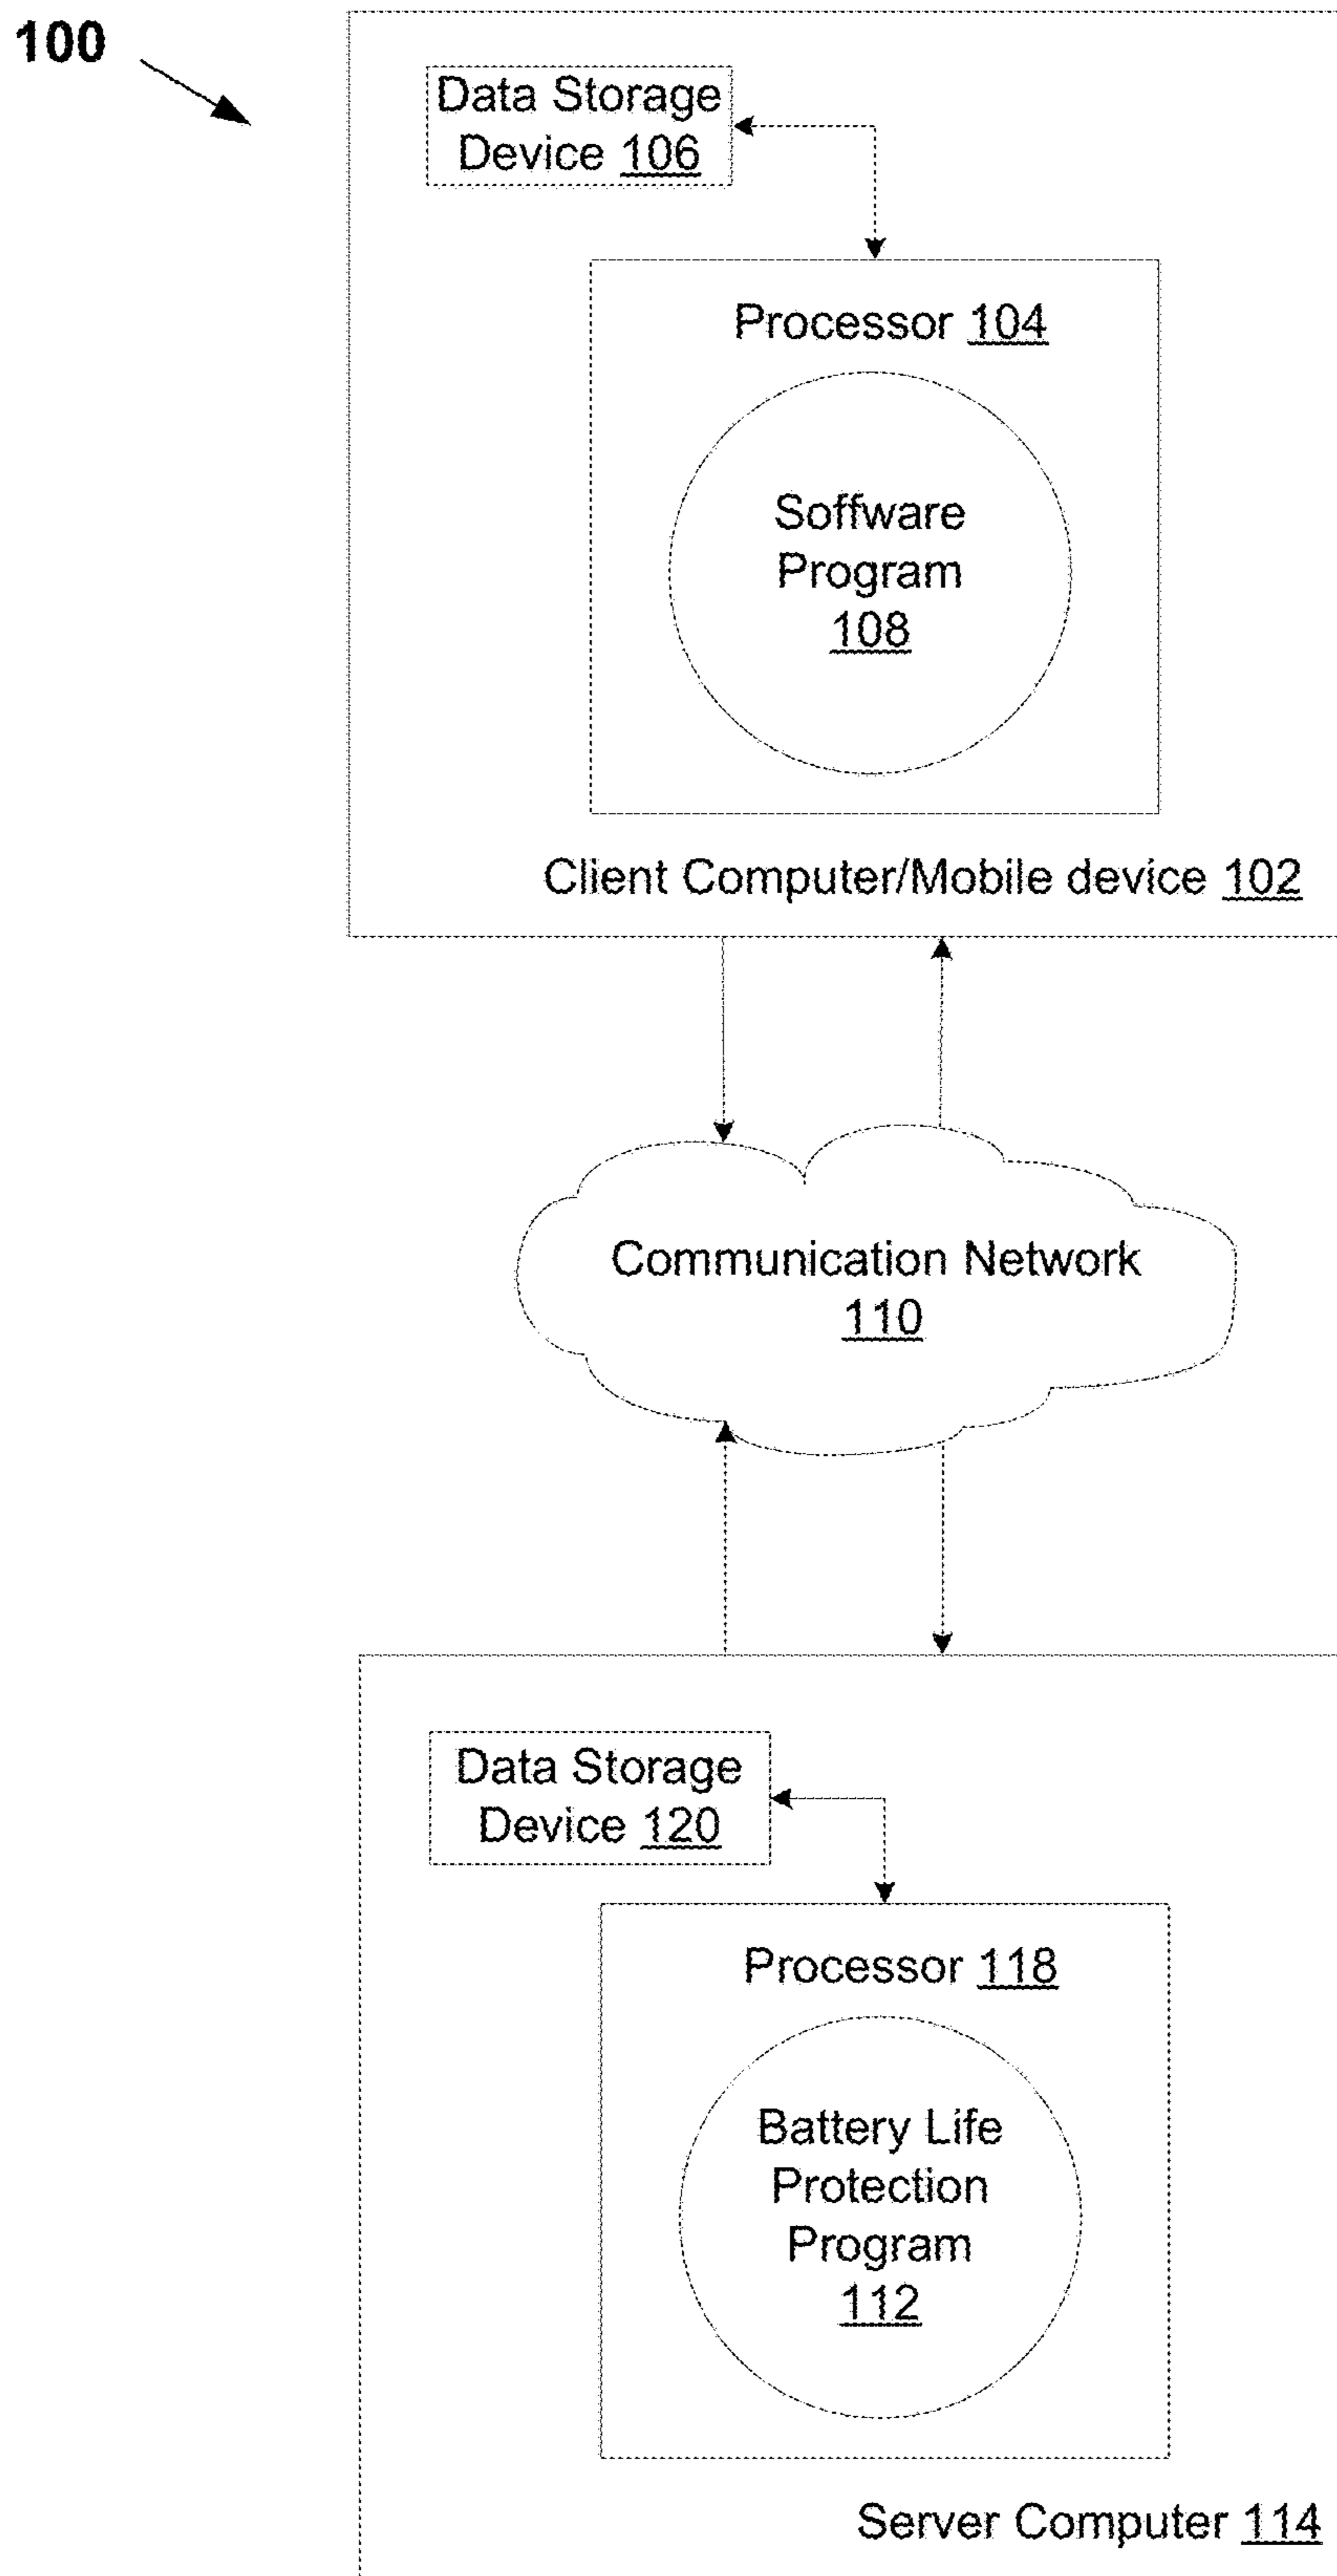 100
Data Storage
Device 106
Processor 104
Soffware
Program
108
Client Computer/Mobile device 102
Communication Network
110
Data Storage
Device 120
Processor 118
Battery Life
Protection
Program
112
Server Computer 114